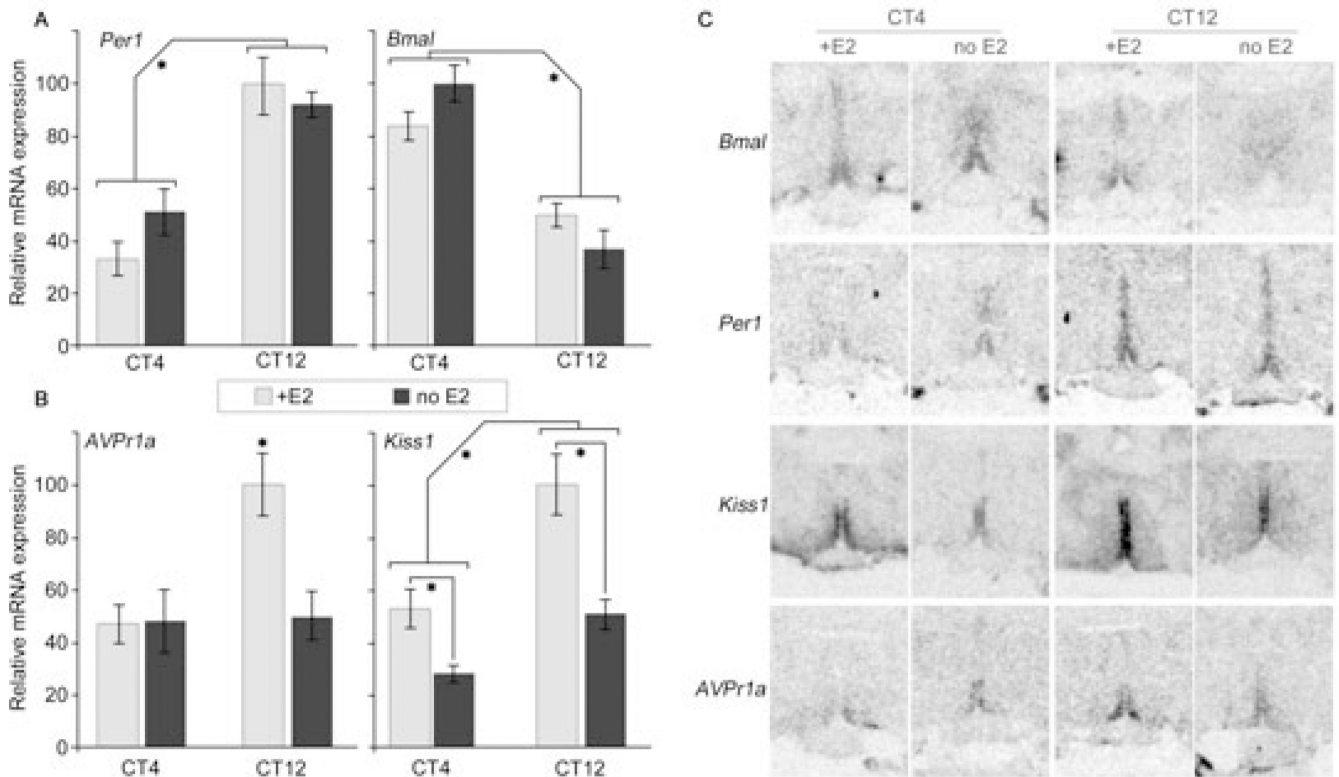 A
Per1
Bmal
Relative mRNA expression
100
80
60
40
20
0
CT4
CT12
CT4
CT12
+E2
no E2
B
AVPr1a
Kiss1
Relative mRNA expression
100
80
60
40
20
0
CT4
CT12
CT4
CT12
C
CT4
CT12
+E2
no E2
+E2
no E2
Bmal
Per1
Kiss1
AVPr1a